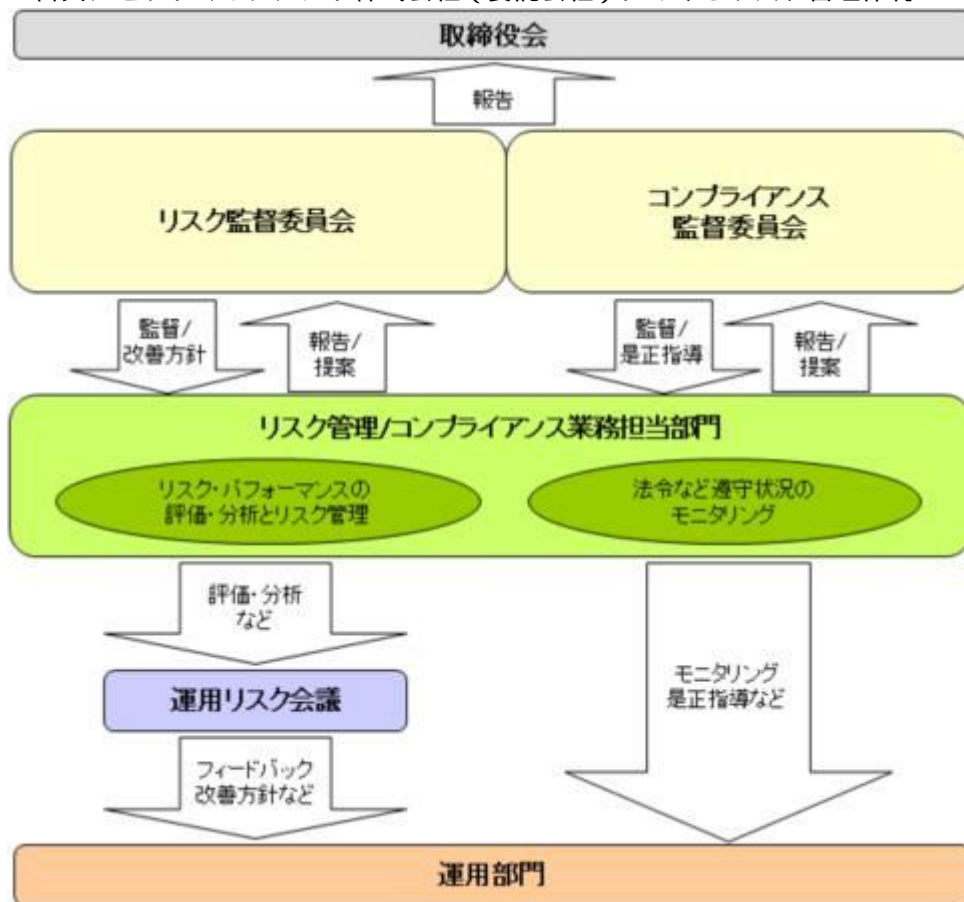 取締役会
報告
リスク監督委員会
コンプライアンス
監督委員会
監督/
改善方針
報告/
提案
監督/
是正指導
報告/
提案
リスク管理/コンプライアンス業務担当部門
リスク・パフォーマンスの
評価・分析とリスク管理
法令など遵守状況の
モニタリング
評価・分析
など
運用リスク会議
モニタリング
是正指導など
フィードバック
改善方針など
運用部門